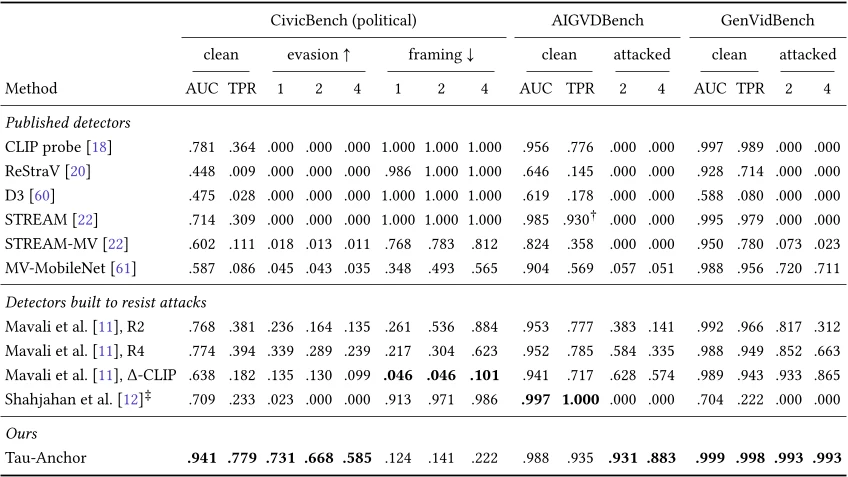 CivicBench (political) AIGVDBench GenVidBench
clean evasion ↑ framing ↓ clean attacked clean attacked
Method AUC TPR 1 2 4 1 2 4 AUC TPR 2 4 AUC TPR 2 4
Published detectors
CLIP probe [18] .781 .364 .000 .000 .000 1.000 1.000 1.000 .956 .776 .000 .000 .997 .989 .000 .000
ReStraV [20] .448 .009 .000 .000 .000 .986 1.000 1.000 .646 .145 .000 .000 .928 .714 .000 .000
D3 [60] .475 .028 .000 .000 .000 1.000 1.000 1.000 .619 .178 .000 .000 .588 .080 .000 .000
STREAM [22] .714 .309 .000 .000 .000 1.000 1.000 1.000 .985 .930† .000 .000 .995 .979 .000 .000
STREAM-MV [22] .602 .111 .018 .013 .011 .768 .783 .812 .824 .358 .000 .000 .950 .780 .073 .023
MV-MobileNet [61] .587 .086 .045 .043 .035 .348 .493 .565 .904 .569 .057 .051 .988 .956 .720 .711
Detectors built to resist attacks
Mavali et al. [11], R2 .768 .381 .236 .164 .135 .261 .536 .884 .953 .777 .383 .141 .992 .966 .817 .312
Mavali et al. [11], R4 .774 .394 .339 .289 .239 .217 .304 .623 .952 .785 .584 .335 .988 .949 .852 .663
Mavali et al. [11], Δ-CLIP .638 .182 .135 .130 .099 .046 .046 .101 .941 .717 .628 .574 .989 .943 .933 .865
Shahjahan et al. [12]‡ .709 .233 .023 .000 .000 .913 .971 .986 .997 1.000 .000 .000 .704 .222 .000 .000
Ours
Tau-Anchor .941 .779 .731 .668 .585 .124 .141 .222 .988 .935 .931 .883 .999 .998 .993 .993